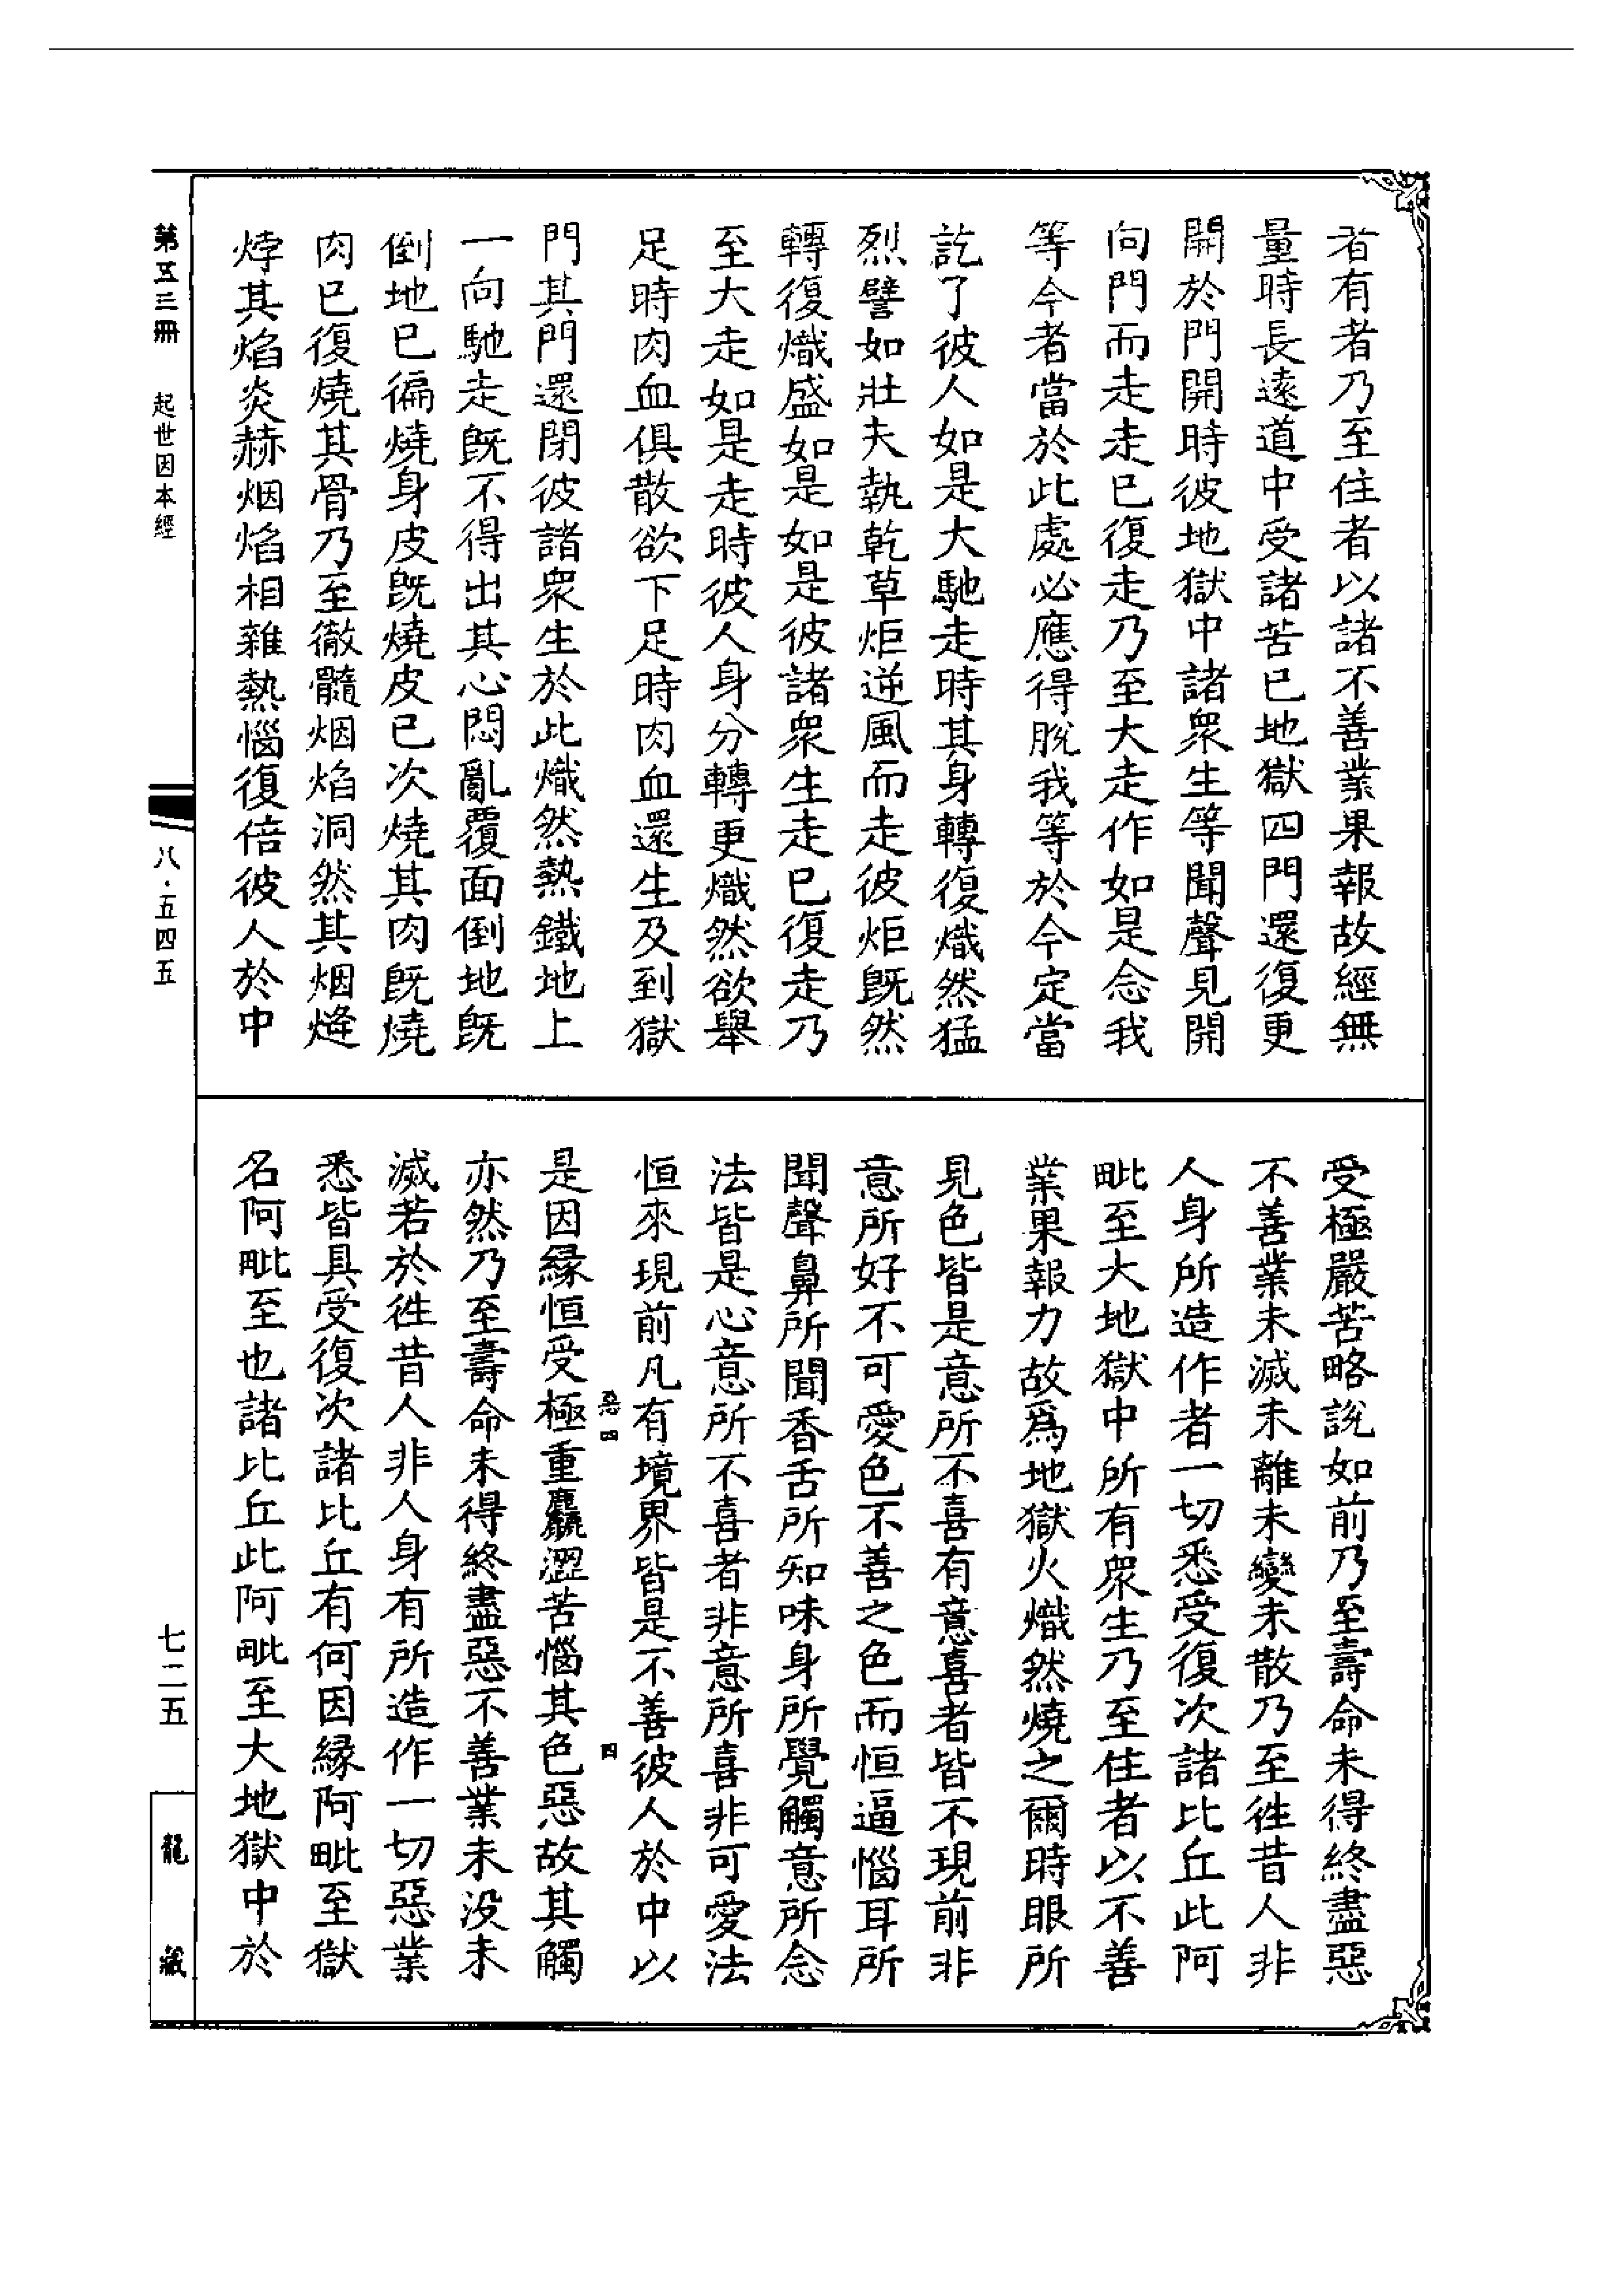 者有者乃至住者以諸不善業果報故經無
量時長遠道中受諸苦已地獄四門還復更
開於門開時彼地獄中諸衆生等聞聲見開
向門而走走已復走乃至大走作如是念我
等今者當於此處必應得脫我等於今定當
訖了彼人如是大馳走時其身轉復熾然猛
烈譬如壯夫執乾草炬逆風而走彼炬既然
轉復熾盛如是如是彼諸衆生走已復走乃
至大走如是走時彼人身分轉更熾然欲舉
足時肉血俱散欲下足時肉血還生及到獄
門其門還閉彼諸衆生於此熾然熱鐵地上
一向馳走既不得出其心悶亂覆面倒地既
倒地已徧燒身皮既燒皮已次燒其肉既燒
肉已復燒其骨乃至徹髓烟焰洞然其烟燵
㶿其焰炎赫烟焰相雜熱惱復倍彼人於中
受極嚴苦略說如前乃至壽命未得終盡惡
不善業未滅未離未變未散乃至徃昔人非
人身所造作者一切悉受復次諸比丘此阿
毗至大地獄中所有衆生乃至住者以不善
業果報力故爲地獄火熾然燒之爾時眼所
見色皆是意所不喜有意喜者皆不現前非
意所好不可愛色不善之色而恒逼惱耳所
聞聲鼻所聞香舌所知味身所覺觸意所念
法皆是心意所不喜者非意所喜非可愛法
恒來現前凡有境界皆是不善彼人於中以
惡四
四
是因緣恒受極重麤澀苦惱其色惡故其觸
亦然乃至壽命未得終盡惡不善業未没未
滅若於徃昔人非人身有所造作一切惡業
悉皆具受復次諸比丘有何因緣阿毗至獄
名阿毗至也諸比丘此阿毗至大地獄中於
第五三冊
起世因本經
八·五四五
七二五
龍藏